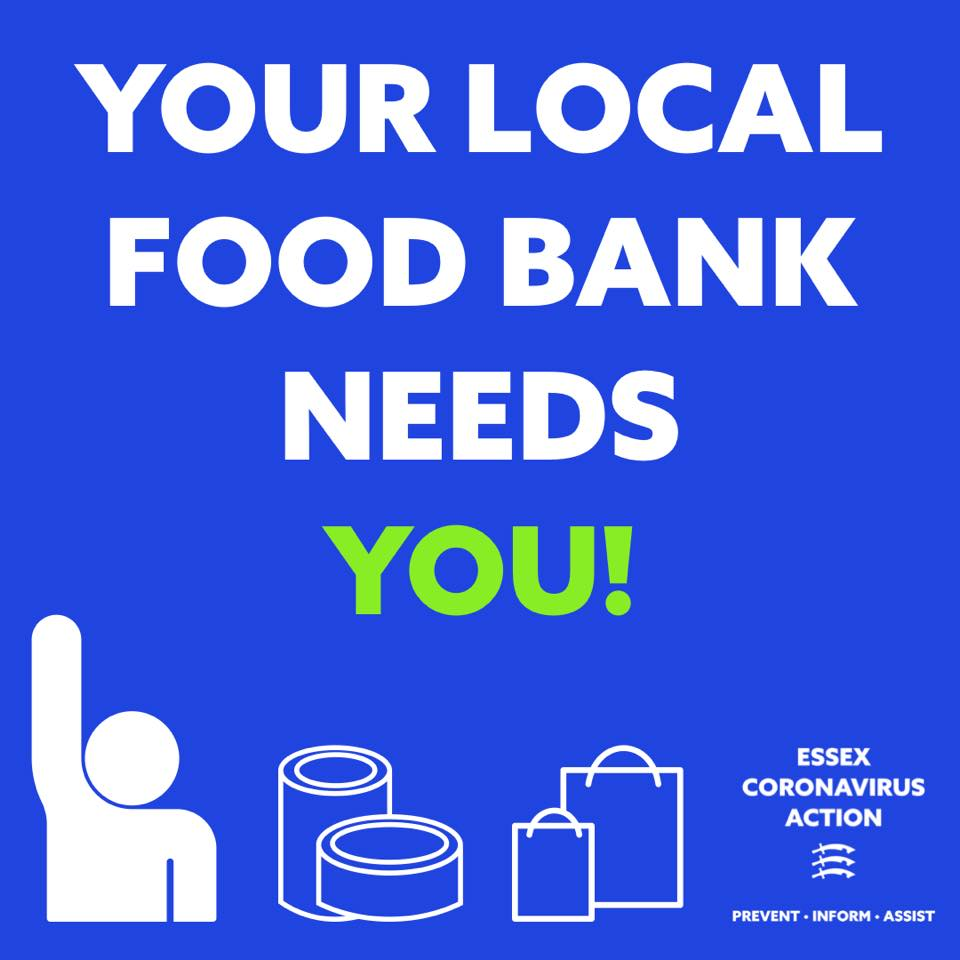 YOUR LOCAL
FOOD BANK
NEEDS
YOU!
ESSEX
CORONAVIRUS
ACTION
PREVENT • INFORM • ASSIST